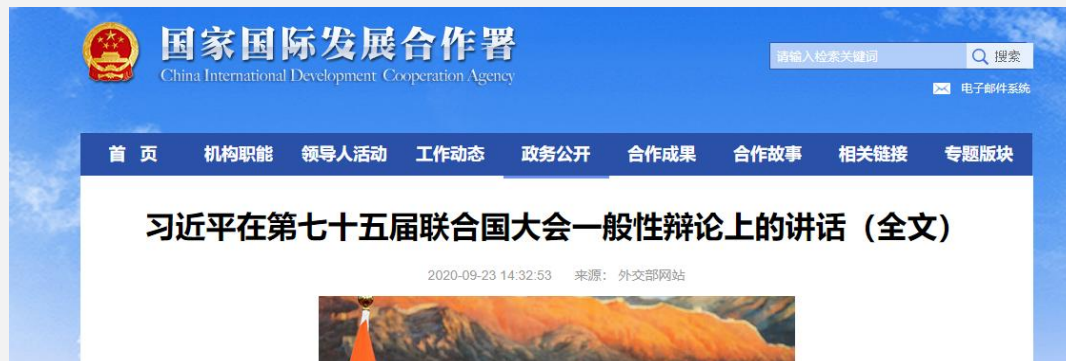 国家国际发展合作署
China International Development Cooperation Agency
请输入检索关键词
搜索
电子邮件系统
首 页 机构职能 领导人活动 工作动态 政务公开 合作成果 合作故事 相关链接 专题版块
习近平在第七十五届联合国大会一般性辩论上的讲话（全文）
2020-09-23 14:32:53 来源： 外交部网站